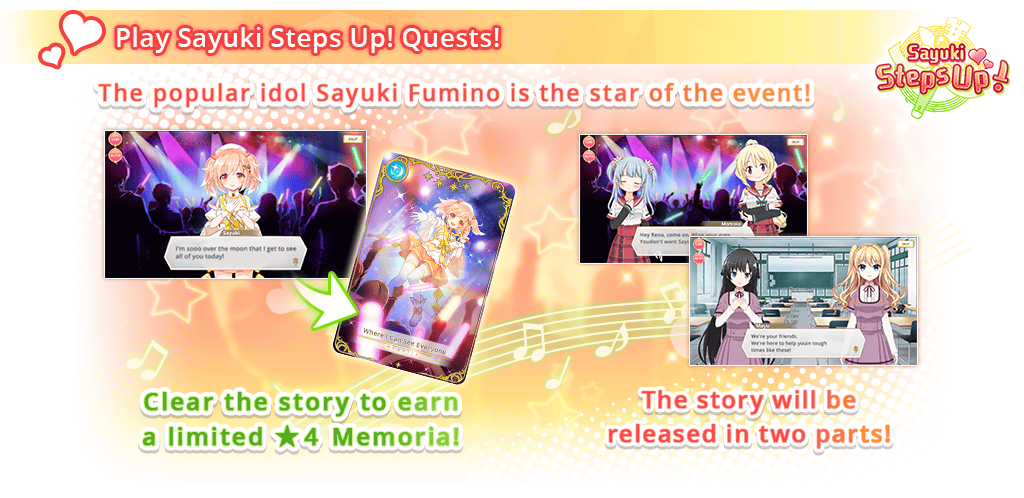 Play Sayuki Steps Up! Quests!
Sayuki
Steps Up!
The popular idol Sayuki Fumino is the star of the event!
Sayuki
I'm sooo over the moon that I get to see
all of you today!
Where I can see Everyone
Momoko
Hey Rena, come on. Wipe your eyes.
Youdon't want Sayu
Mayu
We're your friends.
We're here to help youin tough
times like these!
Clear the story to earn
a limited ★4 Memoria!
The story will be
released in two parts!